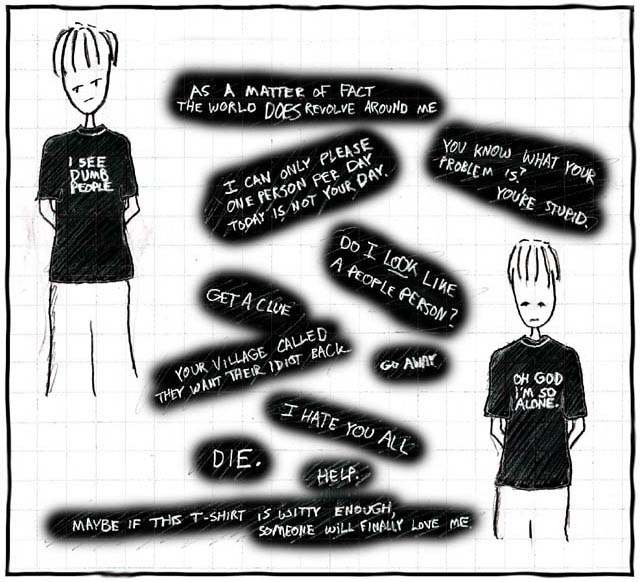 I SEE
DUMB
PEOPLE
AS A MATTER OF FACT
THE WORLD DOES REVOLVE AROUND ME
I CAN ONLY PLEASE
ONE PERSON PER DAY
TODAY IS NOT YOUR DAY.
YOU KNOW WHAT YOUR
PROBLEM IS?
YOU'RE STUPID.
DO I LOOK LIKE
A PEOPLE PERSON?
GET A CLUE
YOUR VILLAGE CALLED
THEY WANT THEIR IDIOT BACK
GO AWAY
I HATE YOU ALL
DIE.
HELP.
MAYBE IF THIS T-SHIRT IS WITTY ENOUGH,
SOMEONE WILL FINALLY LOVE ME.
OH GOD
I'M SO
ALONE.